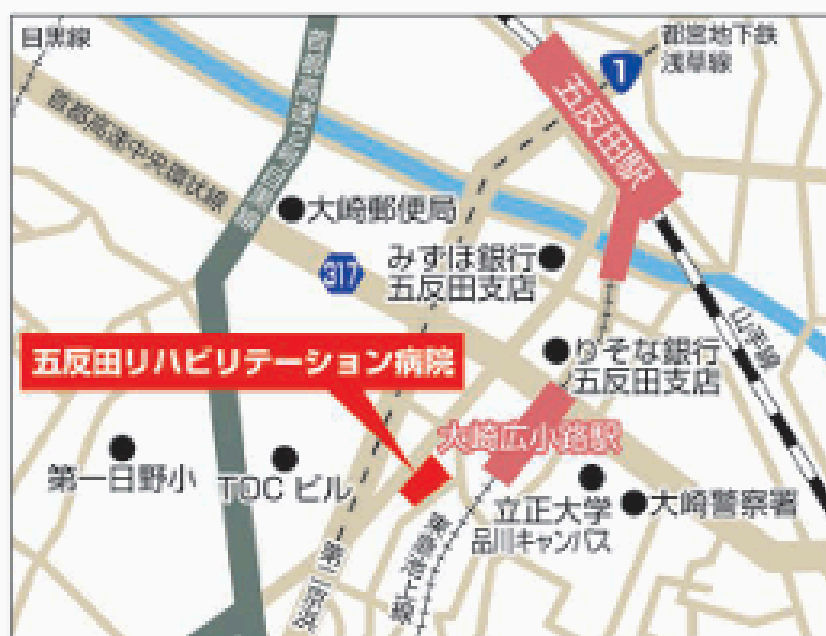 目黒線
都営地下鉄
浅草線
1
五反田駅
首都高速中央環状線
大崎郵便局
みずほ銀行
五反田支店
317
山手線
りそな銀行
五反田支店
五反田リハビリテーション病院
大崎広小路駅
第一日野小
TOC ビル
立正大学
品川キャンパス
大崎警察署
東急池上線
第二京浜